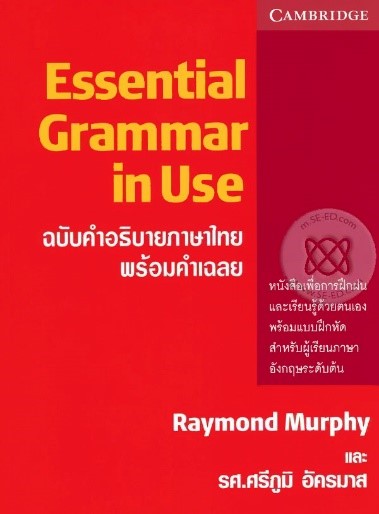 CAMBRIDGE
Essential
Grammar
in Use
ฉบับคำอธิบายภาษาไทย
พร้อมคำเฉลย
m.SE-ED.com
m.SE-ED.com
หนังสือเพื่อการฝึกฝน
และเรียนรู้ด้วยตนเอง
พร้อมแบบฝึกหัด
สำหรับผู้เรียนภาษา
อังกฤษระดับต้น
Raymond Murphy
และ
รศ.ศรีภูมิ อัครมาส